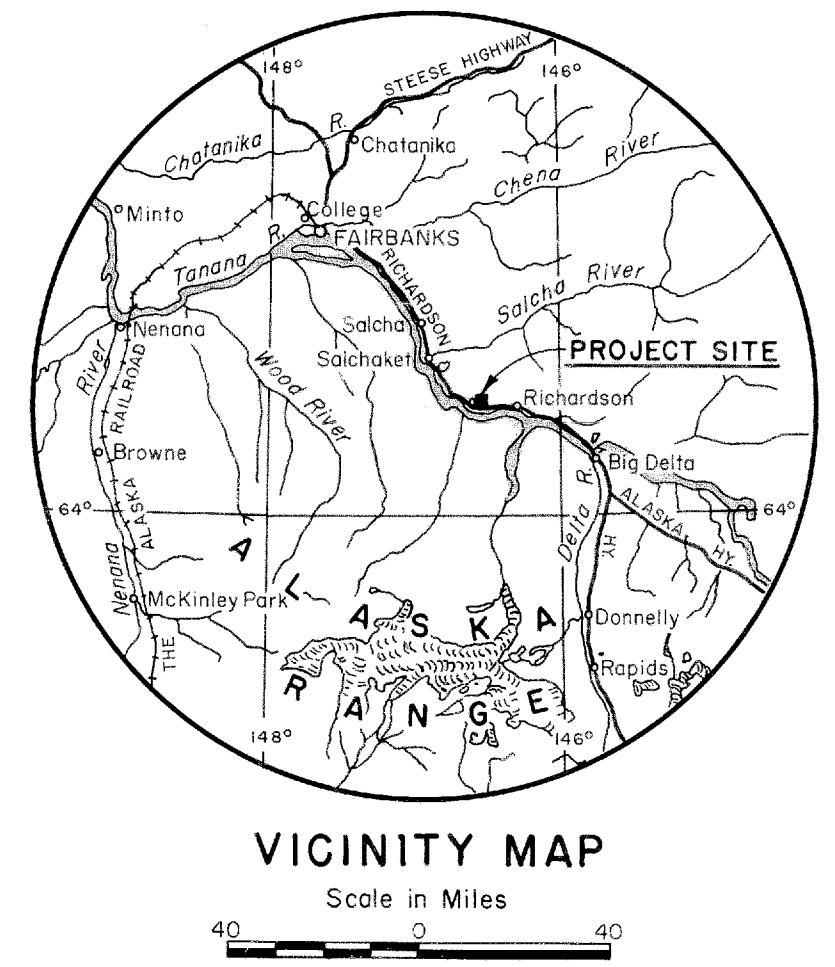 148°
146°
STEESE HIGHWAY
Chatanika R.
Chatanika
Chena River
Minto
College
FAIRBANKS
Tanana R.
RICHARDSON
Salcha River
Nenana
Salcha
Salchaket
PROJECT SITE
Wood River
Richardson
Browne
Big Delta
64°
64°
Nenana River
THE ALASKA RAILROAD
Delta R.
ALASKA HY.
HY.
McKinley Park
Donnelly
Rapids
ALASKA
RANGE
148°
146°
VICINITY MAP
Scale in Miles
40 0 40